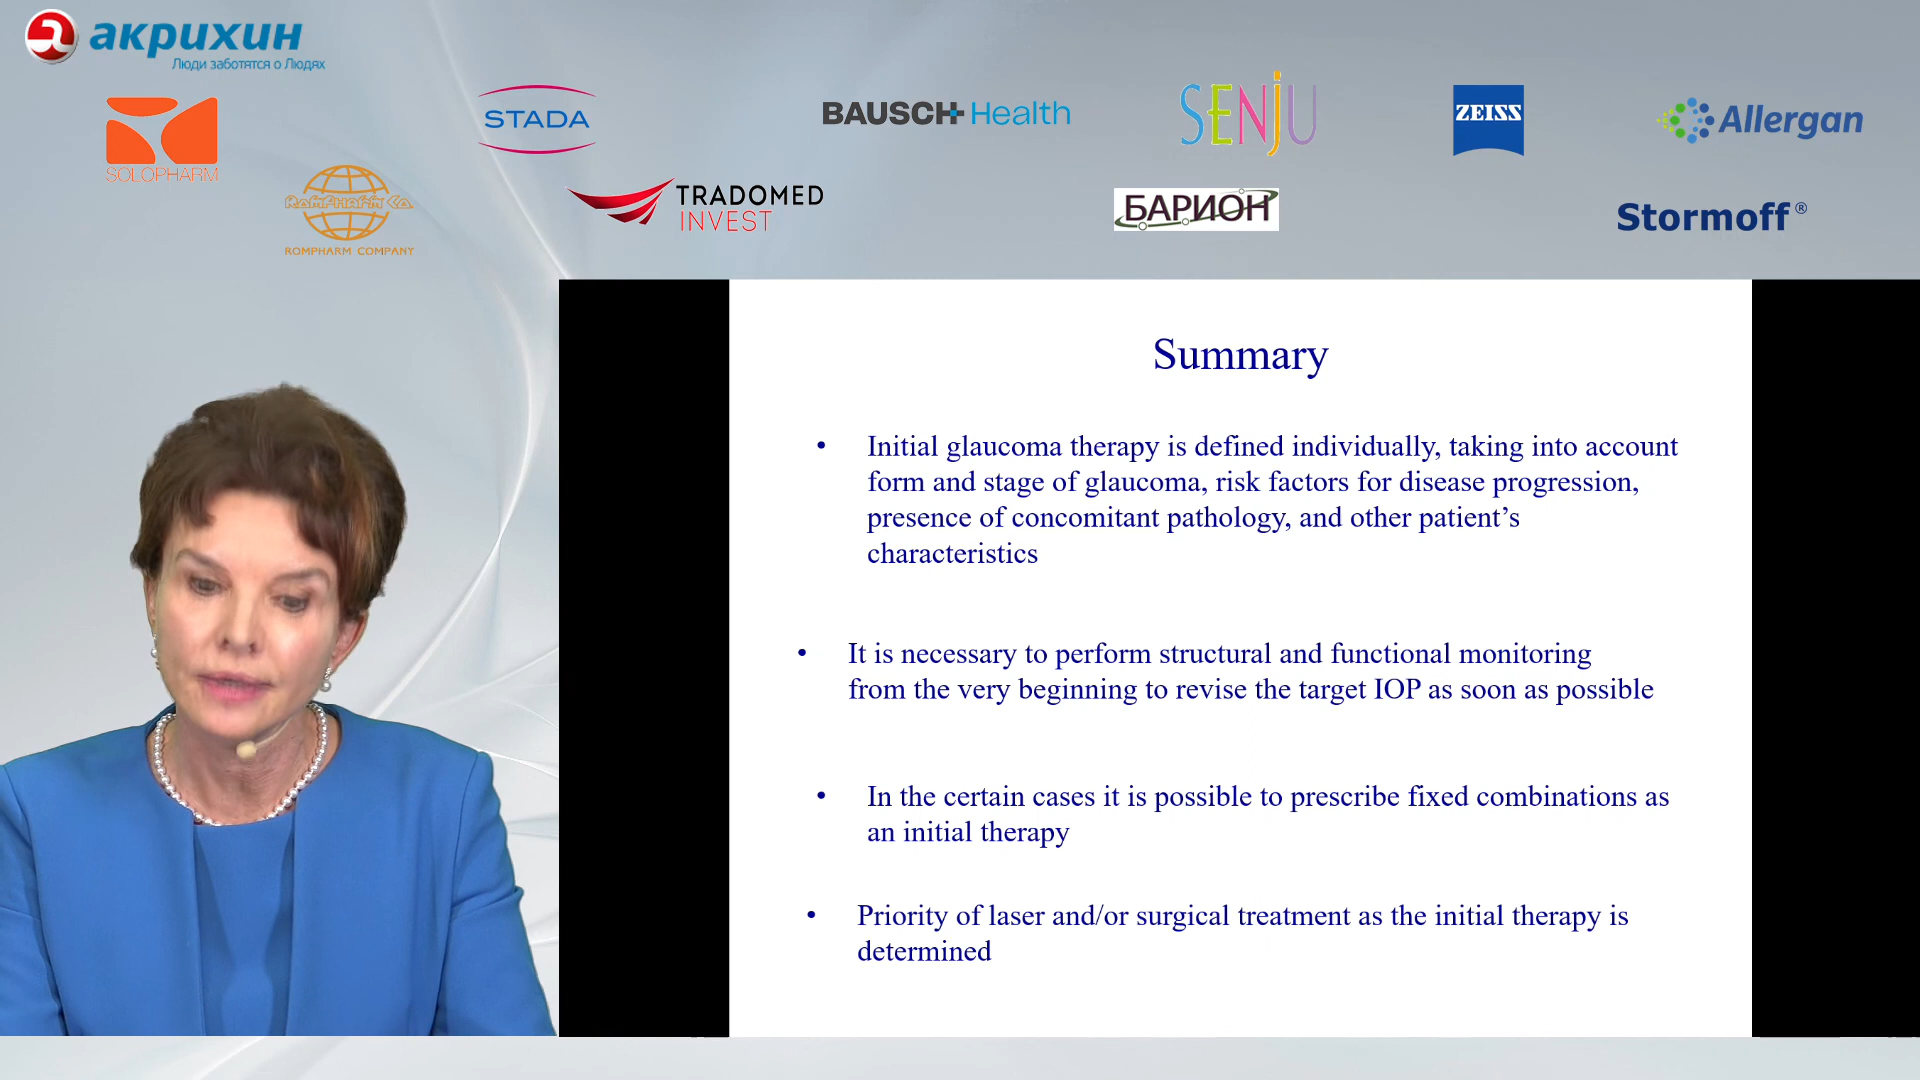 акрихин
Люди заботятся о Людях
SOLOPHARM
STADA
BAUSCH+Health
SENJU
ZEISS
Allergan
ROMPHARM Co.
ROMPHARM COMPANY
TRADOMED
INVEST
БАРИОН
Stormoff®
Summary
• Initial glaucoma therapy is defined individually, taking into account
form and stage of glaucoma, risk factors for disease progression,
presence of concomitant pathology, and other patient’s
characteristics
• It is necessary to perform structural and functional monitoring
from the very beginning to revise the target IOP as soon as possible
• In the certain cases it is possible to prescribe fixed combinations as
an initial therapy
• Priority of laser and/or surgical treatment as the initial therapy is
determined